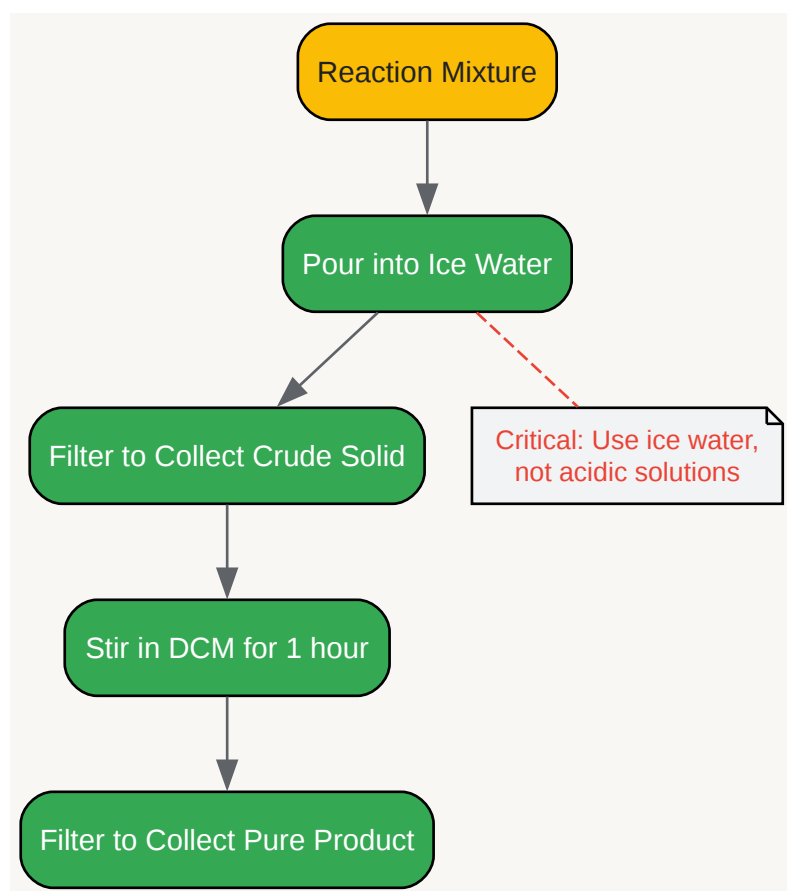 Reaction Mixture
Pour into Ice Water
Filter to Collect Crude Solid
Critical: Use ice water,
not acidic solutions
Stir in DCM for 1 hour
Filter to Collect Pure Product